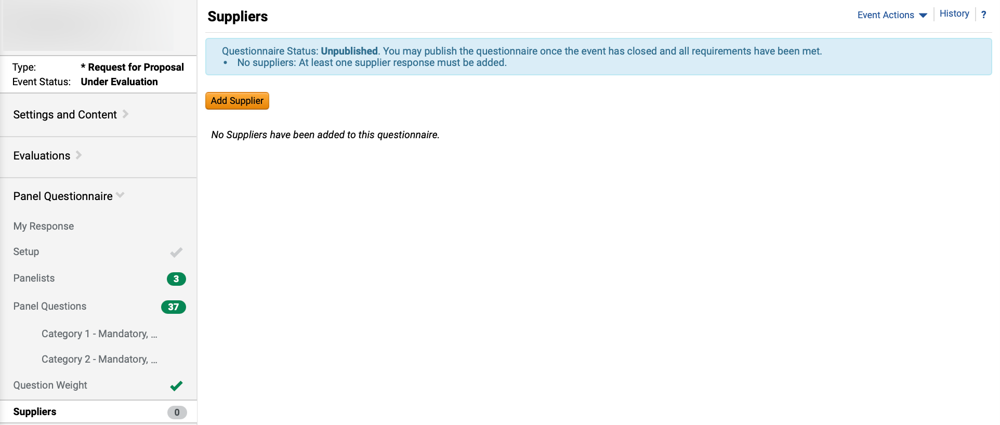 Suppliers
Event Actions
History
?
Type: * Request for Proposal
Event Status: Under Evaluation
Questionnaire Status: Unpublished. You may publish the questionnaire once the event has closed and all requirements have been met.
• No suppliers: At least one supplier response must be added.
Add Supplier
No Suppliers have been added to this questionnaire.
Settings and Content
Evaluations
Panel Questionnaire
My Response
Setup
Panelists 3
Panel Questions 37
Category 1 - Mandatory, ...
Category 2 - Mandatory, ...
Question Weight
Suppliers 0